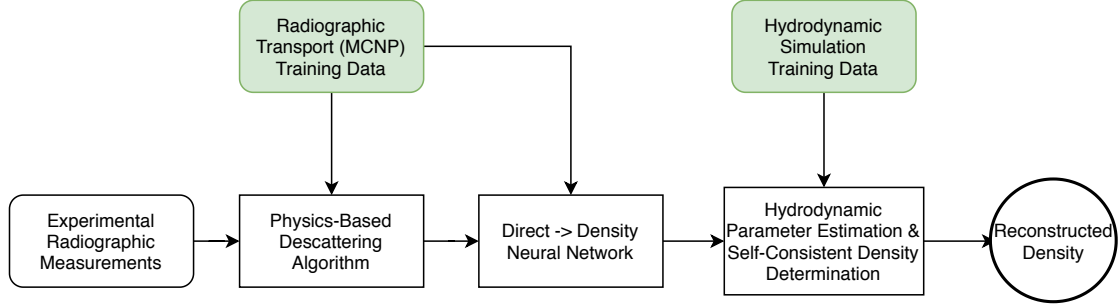 Radiographic
Transport (MCNP)
Training Data
Hydrodynamic
Simulation
Training Data
Experimental
Radiographic
Measurements
Physics-Based
Descattering
Algorithm
Direct -> Density
Neural Network
Hydrodynamic
Parameter Estimation &
Self-Consistent Density
Determination
Reconstructed
Density